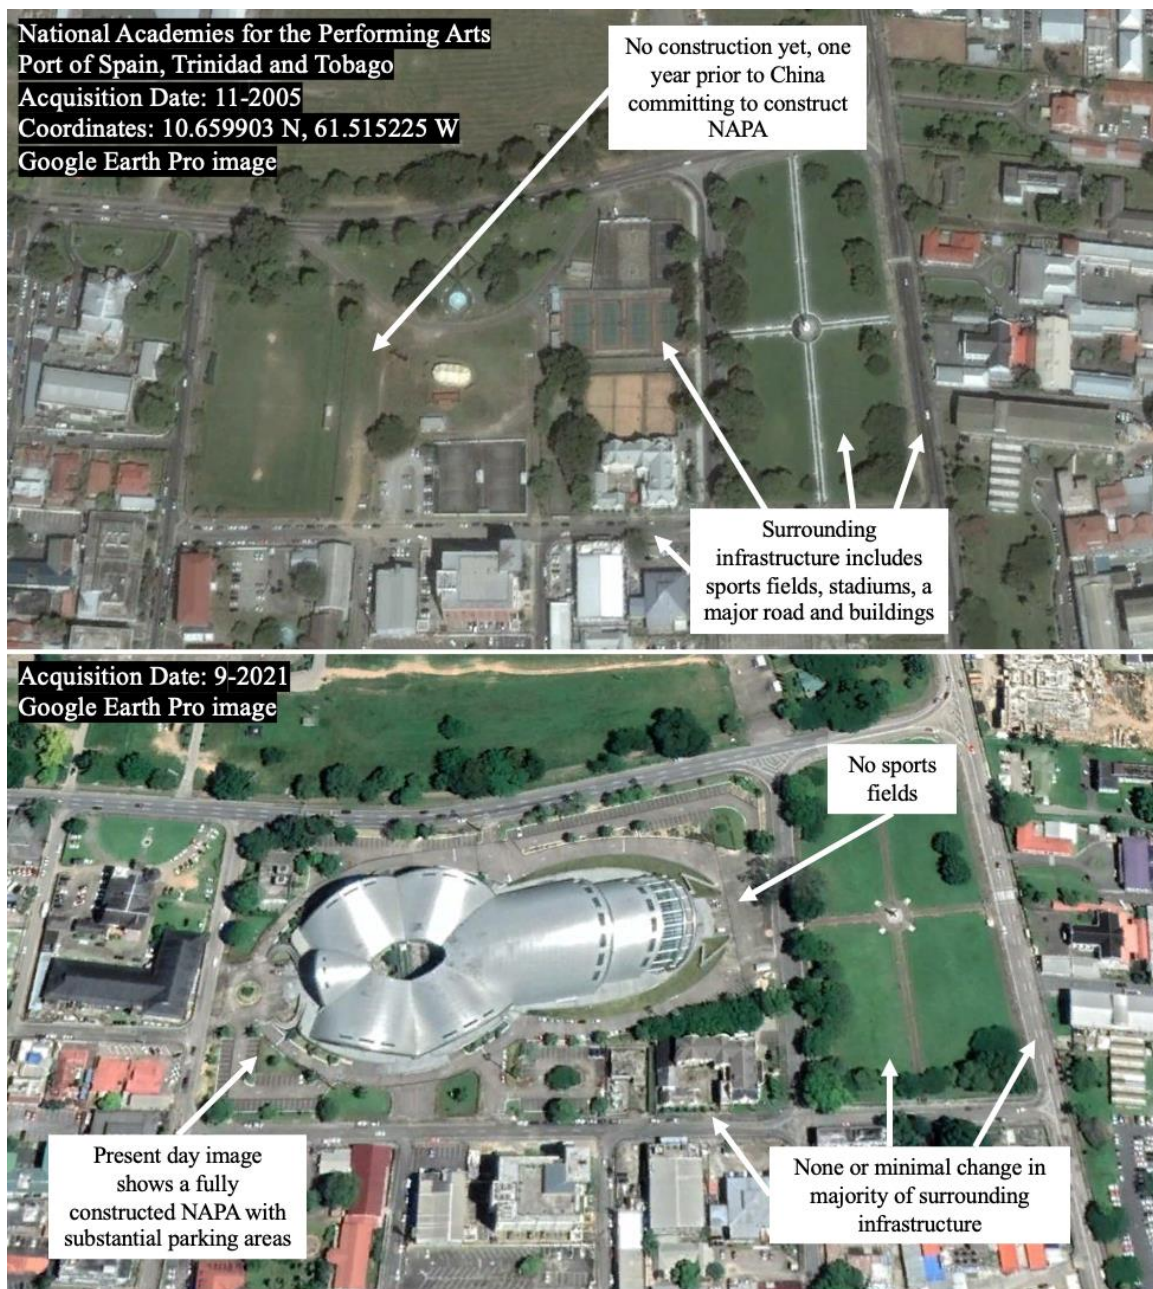 National Academies for the Performing Arts
Port of Spain, Trinidad and Tobago
Acquisition Date: 11-2005
Coordinates: 10.659903 N, 61.515225 W
Google Earth Pro image
No construction yet, one
year prior to China
committing to construct
NAPA
Surrounding
infrastructure includes
sports fields, stadiums, a
major road and buildings
Acquisition Date: 9-2021
Google Earth Pro image
No sports
fields
Present day image
shows a fully
constructed NAPA with
substantial parking areas
None or minimal change in
majority of surrounding
infrastructure